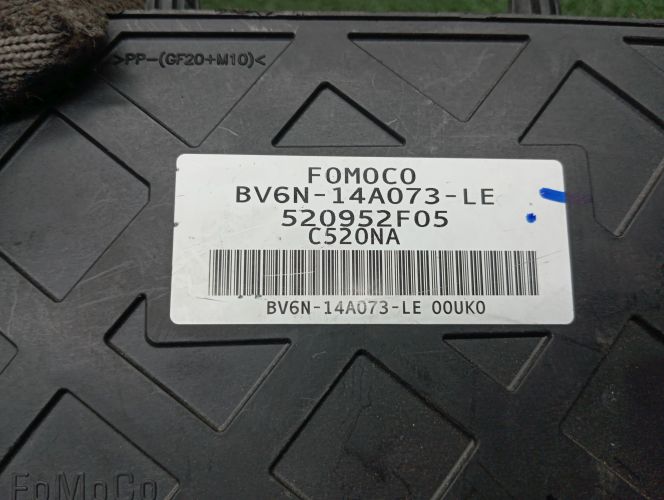 >PP-(GF20+M10)<
FOMOCO
BV6N-14A073-LE
520952F05
C520NA
BV6N-14A073-LE 00UK0
FoMoCo